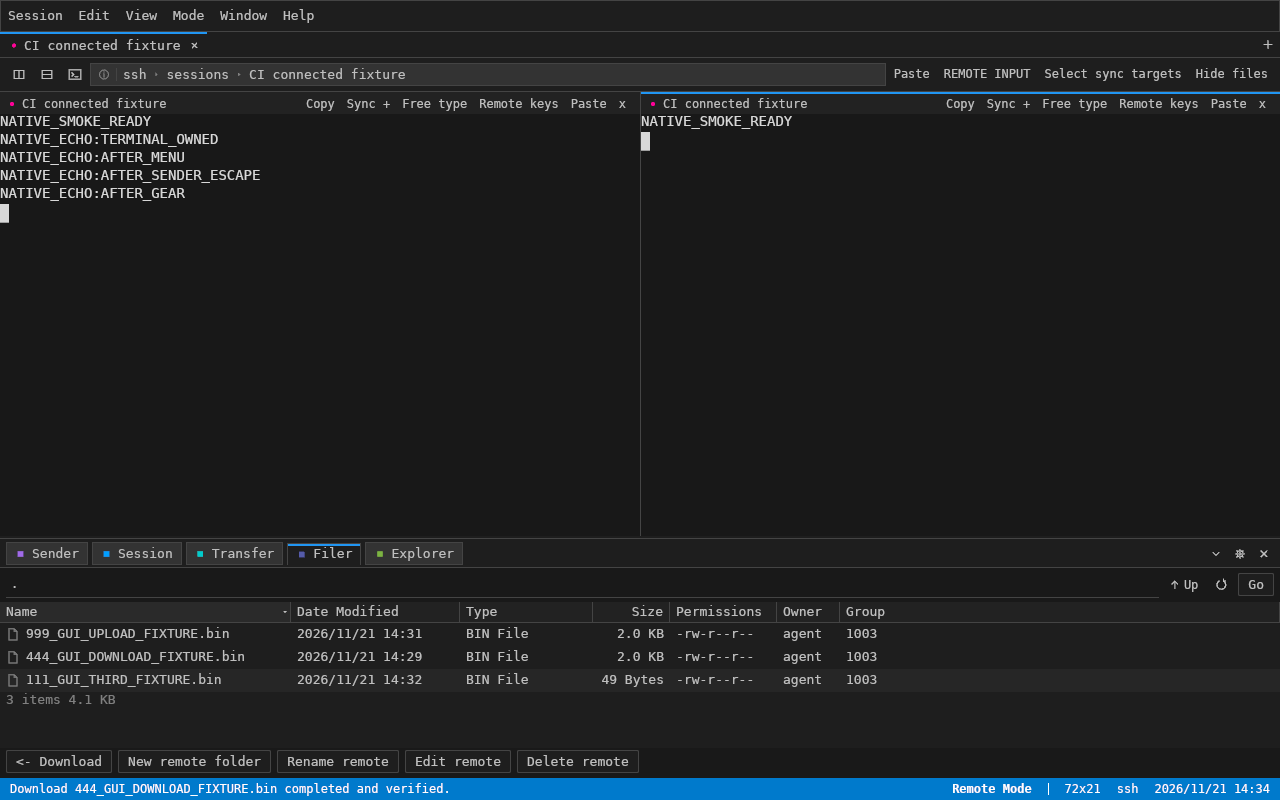 Session Edit View Mode Window Help
CI connected fixture × +
ssh sessions CI connected fixture Paste REMOTE INPUT Select sync targets Hide files
CI connected fixture Copy Sync + Free type Remote keys Paste x
NATIVE_SMOKE_READY
NATIVE_ECHO:TERMINAL_OWNED
NATIVE_ECHO:AFTER_MENU
NATIVE_ECHO:AFTER_SENDER_ESCAPE
NATIVE_ECHO:AFTER_GEAR
CI connected fixture Copy Sync + Free type Remote keys Paste x
NATIVE_SMOKE_READY
Sender Session Transfer Filer Explorer
. Up Go
Name Date Modified Type Size Permissions Owner Group
999_GUI_UPLOAD_FIXTURE.bin 2026/11/21 14:31 BIN File 2.0 KB -rw-r--r-- agent 1003
444_GUI_DOWNLOAD_FIXTURE.bin 2026/11/21 14:29 BIN File 2.0 KB -rw-r--r-- agent 1003
111_GUI_THIRD_FIXTURE.bin 2026/11/21 14:32 BIN File 49 Bytes -rw-r--r-- agent 1003
3 items 4.1 KB
<- Download New remote folder Rename remote Edit remote Delete remote
Download 444_GUI_DOWNLOAD_FIXTURE.bin completed and verified. Remote Mode | 72x21 ssh 2026/11/21 14:34